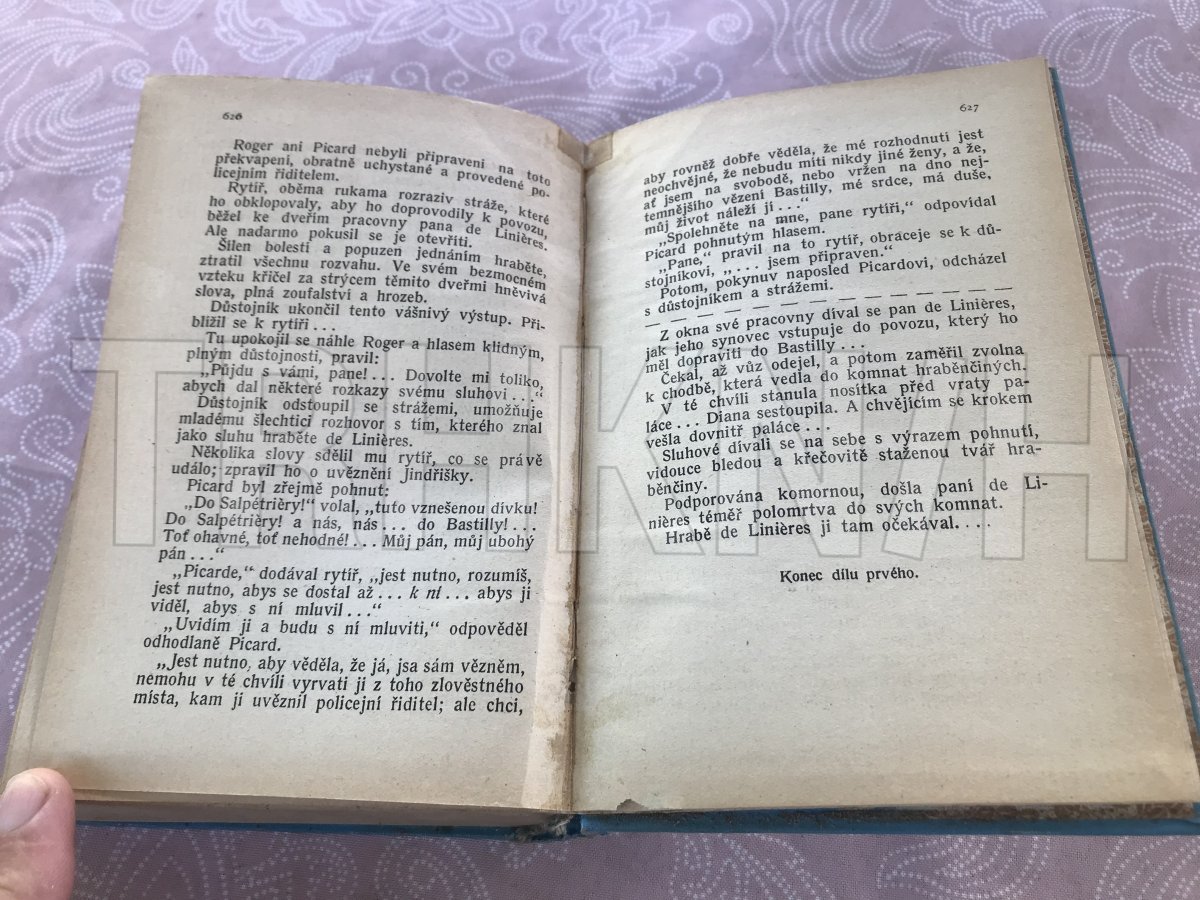 626
Roger ani Picard nebyli připraveni na toto
překvapení, obratně uchystané a provedené po-
licejním řiditelem.
Rytíř, oběma rukama rozraziv stráže, které
ho obklopovaly, aby ho doprovodily k povozu,
běžel ke dveřím pracovny pana de Linières.
Ale nadarmo pokusil se je otevříti.
Šílen bolestí a popuzen jednáním hraběte,
ztratil všechnu rozvahu. Ve svém bezmocném
vzteku křičel za strýcem těmito dveřmi hněvivá
slova, plná zoufalství a hrozeb.
Důstojník ukončil tento vášnivý výstup. Při-
blížil se k rytíři . . .
Tu upokojil se náhle Roger a hlasem klidným,
plným důstojnosti, pravil:
„Půjdu s vámi, pane! . . . Dovolte mi toliko,
abych dal některé rozkazy svému sluhovi . . .“
Důstojník odstoupil se strážemi, umožňuje
mladému šlechtici rozhovor s tím, kterého znal
jako sluhu hraběte de Linières.
Několika slovy sdělil mu rytíř, co se právě
událo; zpravil ho o uvěznění Jindřišky.
Picard byl zřejmě pohnut:
„Do Salpétrièry!“ volal, „tuto vznešenou dívku!
Do Salpétrièry! a nás, nás . . . do Bastilly! . . .
Toť ohavné, toť nehodné! . . . Můj pán, můj ubohý
pán . . .“
„Picarde,“ dodával rytíř, „jest nutno, rozumíš,
jest nutno, abys se dostal až . . . k ní . . . abys ji
viděl, abys s ní mluvil . . .“
„Uvidím ji a budu s ní mluviti,“ odpověděl
odhodlaně Picard.
„Jest nutno, aby věděla, že já, jsa sám vězněm,
nemohu v té chvíli vyrvati ji z toho zlověstného
místa, kam ji uvěznil policejní řiditel; ale chci,
627
aby rovněž dobře věděla, že mé rozhodnutí jest
neochvějné, že nebudu míti nikdy jiné ženy, a že,
ať jsem na svobodě, nebo vržen na dno nej-
temnějšího vězení Bastilly, mé srdce, má duše,
můj život náleží jí . . .“
„Spolehněte na mne, pane rytíři,“ odpovídal
Picard pohnutým hlasem.
„Pane,“ pravil na to rytíř, obraceje se k dů-
stojníkovi, „. . . jsem připraven.“
Potom, pokynuv naposled Picardovi, odcházel
s důstojníkem a strážemi.
Z okna své pracovny díval se pan de Linières,
jak jeho synovec vstupuje do povozu, který ho
měl dopraviti do Bastilly . . .
Čekal, až vůz odejel, a potom zaměřil zvolna
k chodbě, která vedla do komnat hraběnčiných.
V té chvíli stanula nosítka před vraty pa-
láce . . . Diana sestoupila. A chvějícím se krokem
vešla dovnitř paláce . . .
Sluhové dívali se na sebe s výrazem pohnutí,
vidouce bledou a křečovitě staženou tvář hra-
běnčiny.
Podporována komornou, došla paní de Li-
nières téměř polomrtva do svých komnat.
Hrabě de Linières ji tam očekával. . . .
Konec dílu prvého.
TRHKNIH